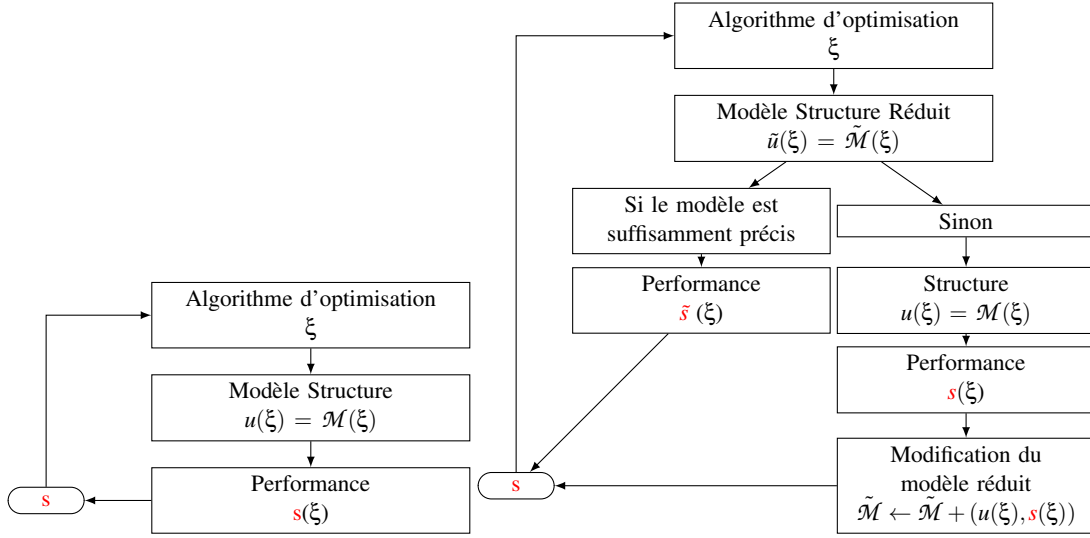 Algorithme d'optimisation
ξ
Modèle Structure
u(ξ) = ℳ(ξ)
Performance
s(ξ)
s
Algorithme d'optimisation
ξ
Modèle Structure Réduit
ũ(ξ) = ℳ̃(ξ)
Si le modèle est
suffisamment précis
Performance
s̃ (ξ)
Sinon
Structure
u(ξ) = ℳ(ξ)
Performance
s(ξ)
Modification du
modèle réduit
ℳ̃ ← ℳ̃ + (u(ξ), s(ξ))
s